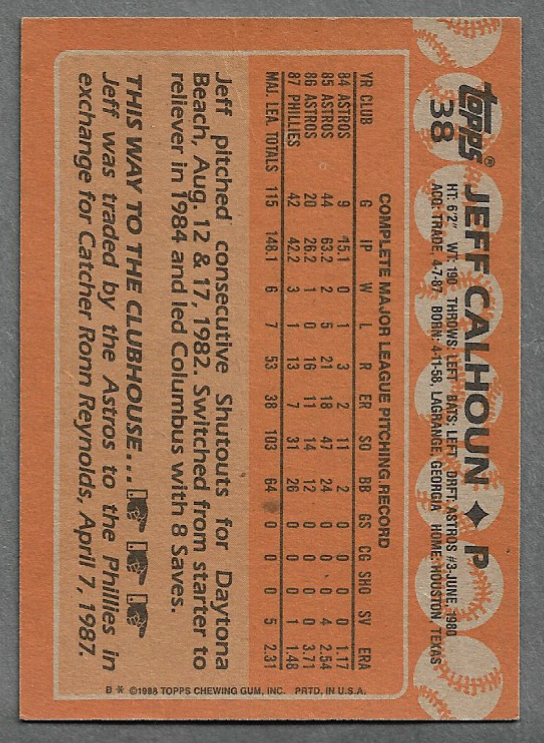 topps®
38
JEFF CALHOUN ✦ P
HT: 6'2" WT: 190 THROWS: LEFT BATS: LEFT DRFT: ASTROS #3-JUNE 1980
ACQ: TRADE, 4-7-87 BORN: 4-11-58, LAGRANGE, GEORGIA HOME: HOUSTON, TEXAS
COMPLETE MAJOR LEAGUE PITCHING RECORD
YR CLUB G IP W L R ER SO BB GS CG SHO SV ERA
84 ASTROS 9 15.1 0 1 3 2 11 2 0 0 0 0 1.17
85 ASTROS 44 63.2 2 5 21 18 47 24 0 0 0 4 2.54
86 ASTROS 20 26.2 1 0 16 11 14 12 0 0 0 0 3.71
87 PHILLIES 42 42.2 3 1 13 7 31 26 0 0 0 1 1.48
MAJ. LEA. TOTALS 115 148.1 6 7 53 38 103 64 0 0 0 5 2.31
Jeff pitched consecutive Shutouts for Daytona
Beach, Aug. 12 & 17, 1982. Switched from starter to
reliever in 1984 and led Columbus with 8 Saves.
THIS WAY TO THE CLUBHOUSE...
Jeff was traded by the Astros to the Phillies in
exchange for Catcher Ronn Reynolds, April 7, 1987.
B * ©1988 TOPPS CHEWING GUM, INC. PRTD. IN U.S.A.